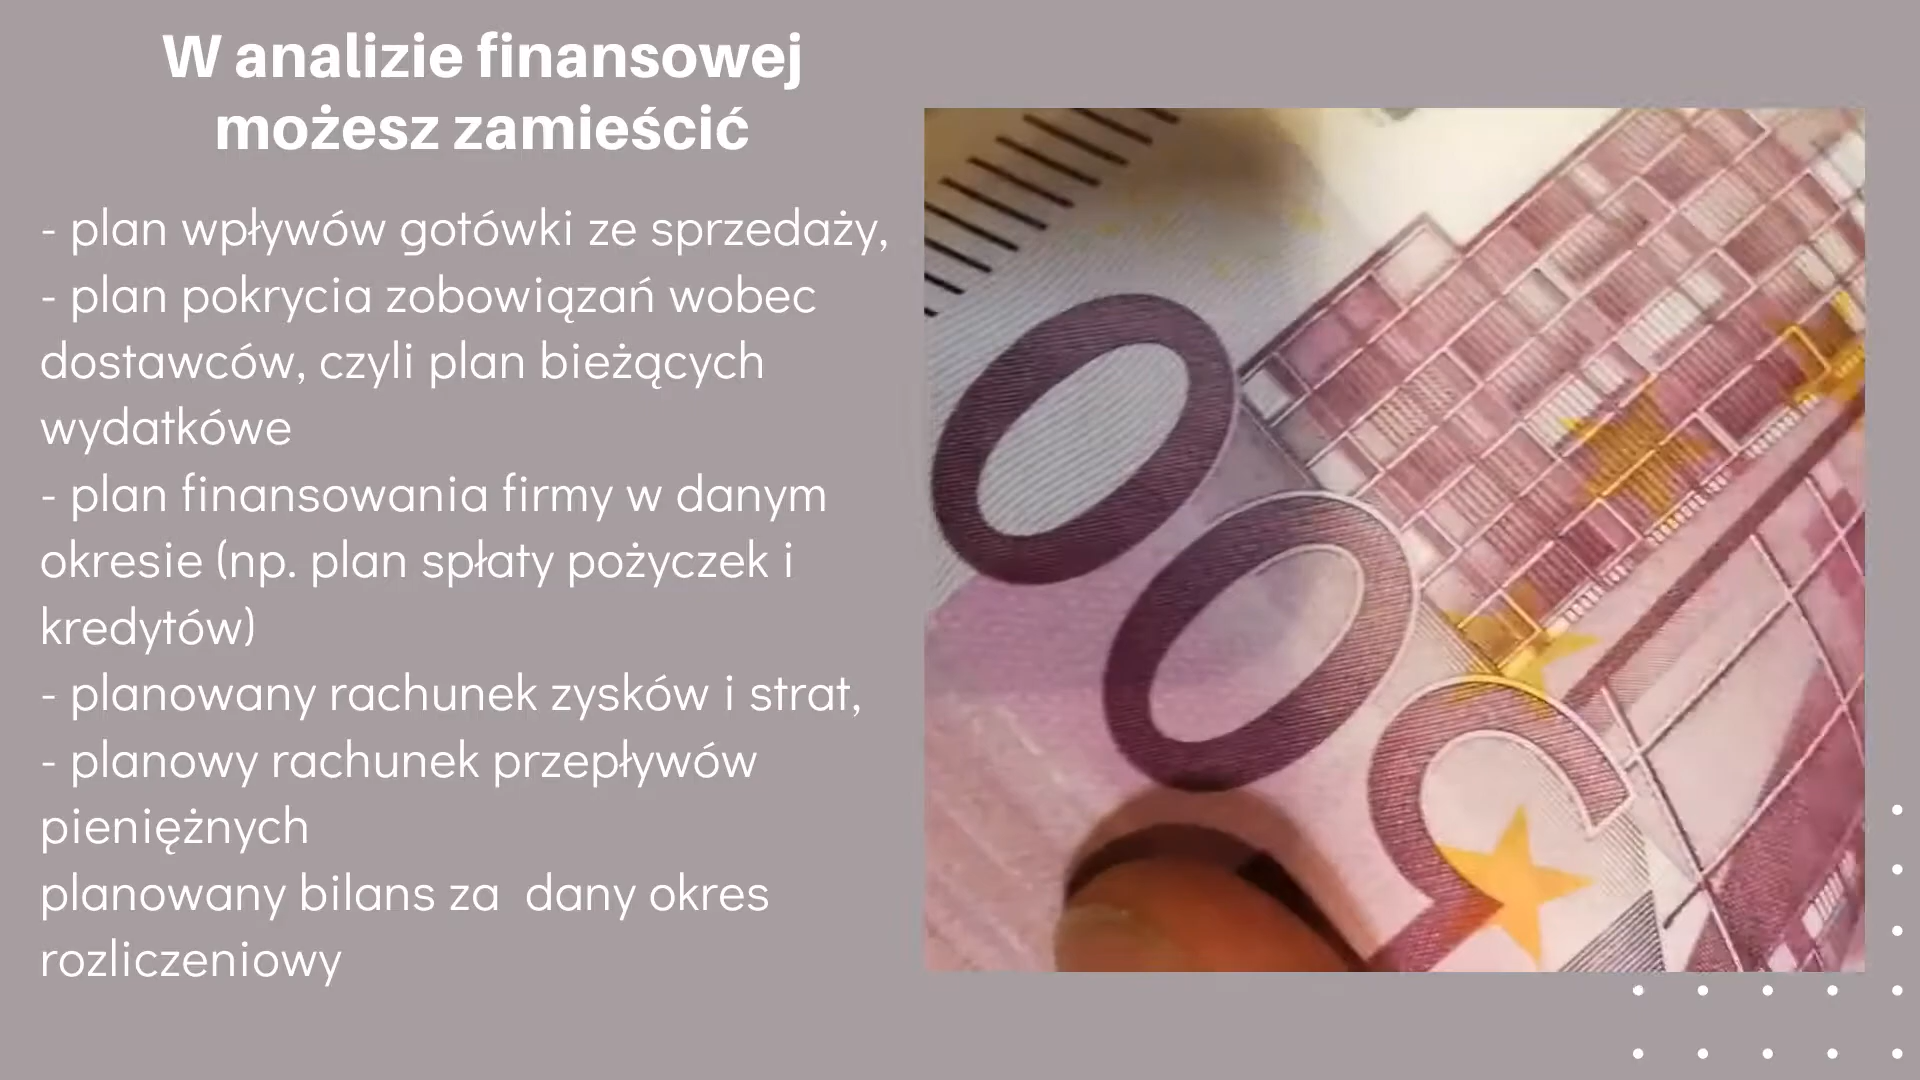 W analizie finansowej
możesz zamieścić
- plan wpływów gotówki ze sprzedaży,
- plan pokrycia zobowiązań wobec
dostawców, czyli plan bieżących
wydatkówe
- plan finansowania firmy w danym
okresie (np. plan spłaty pożyczek i
kredytów)
- planowany rachunek zysków i strat,
- planowy rachunek przepływów
pieniężnych
planowany bilans za  dany okres
rozliczeniowy
500